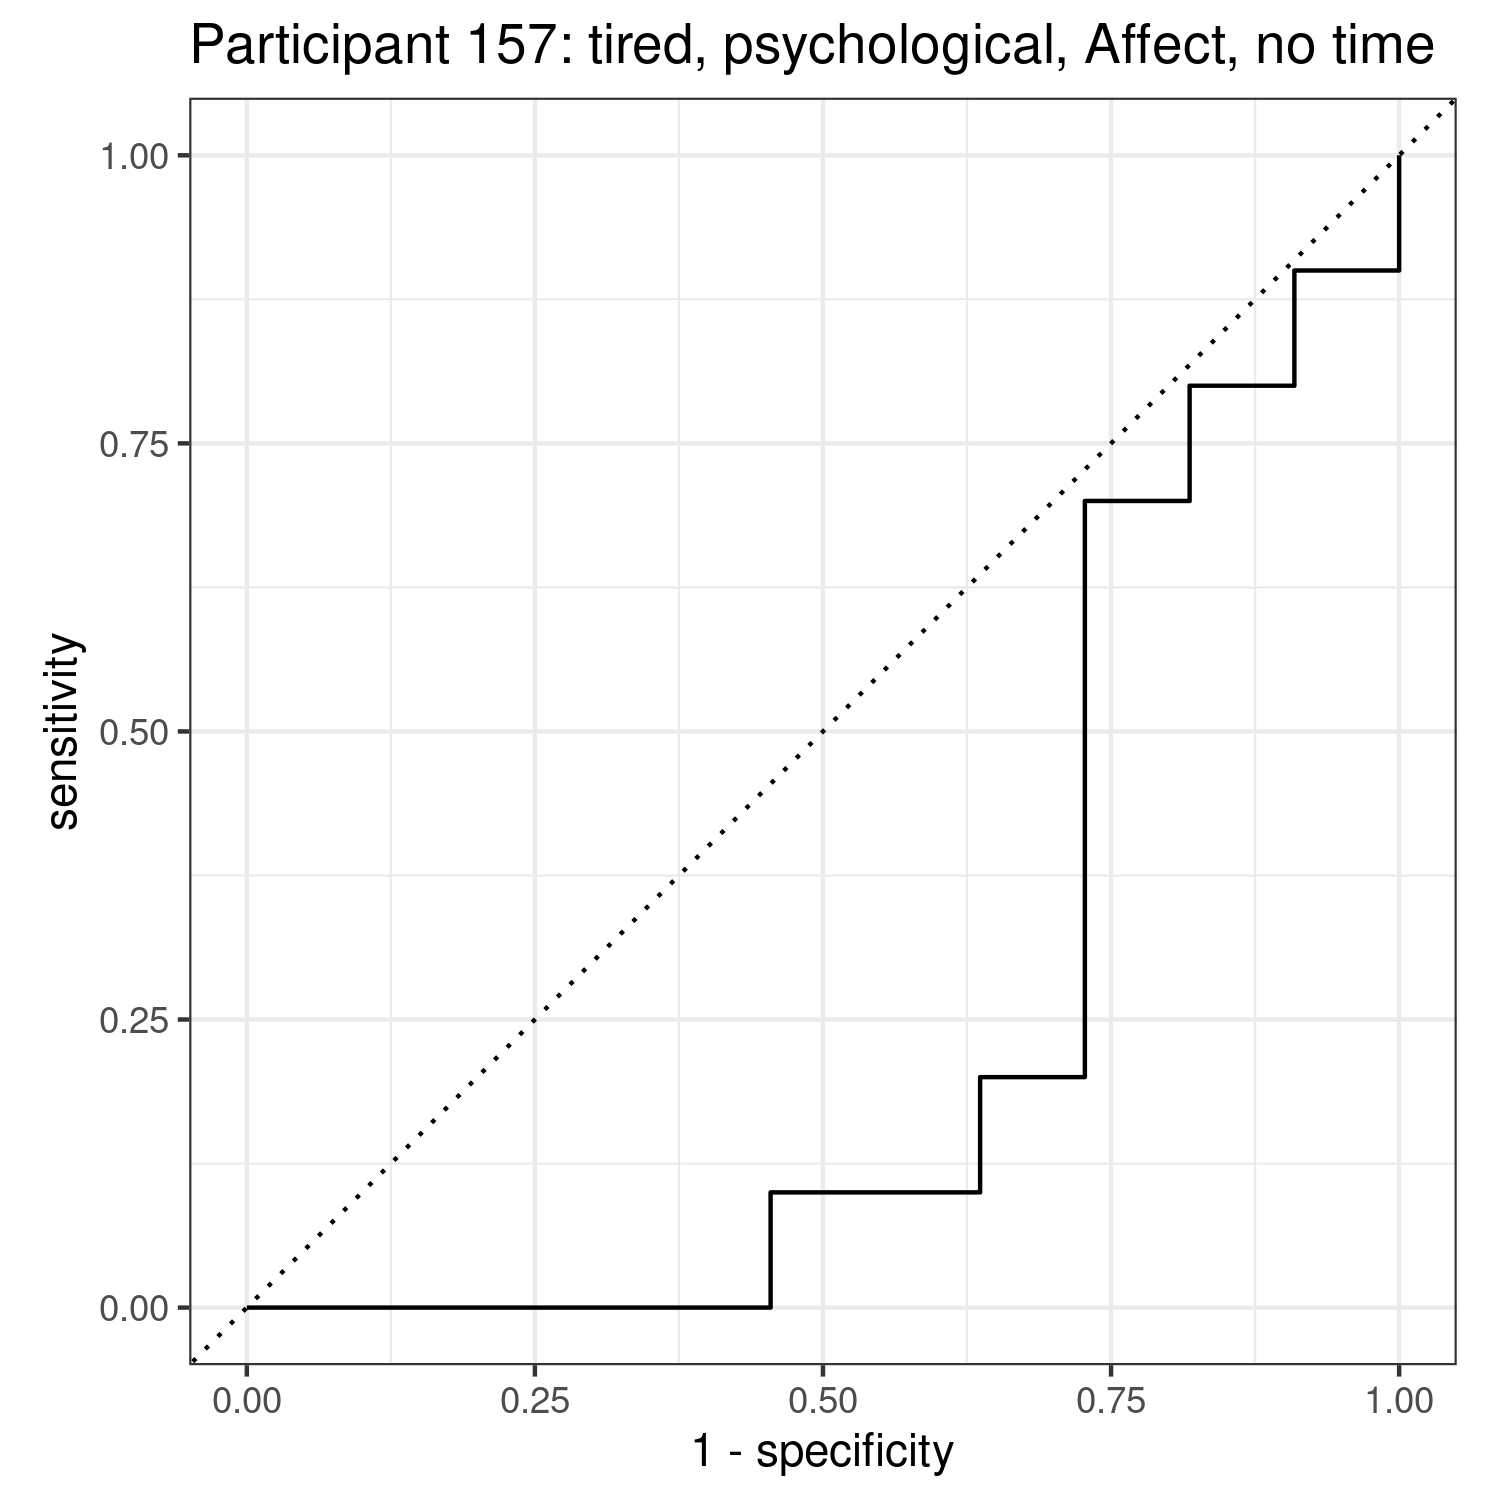 Participant 157: tired, psychological, Affect, no time
1.00
0.75
0.50
0.25
0.00
sensitivity
0.00 0.25 0.50 0.75 1.00
1 - specificity